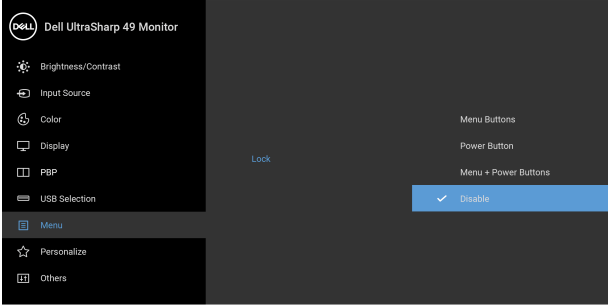 DELL Dell UltraSharp 49 Monitor
Brightness/Contrast
Input Source
Color
Display
PBP
USB Selection
Menu
Personalize
Others
Lock
Menu Buttons
Power Button
Menu + Power Buttons
Disable